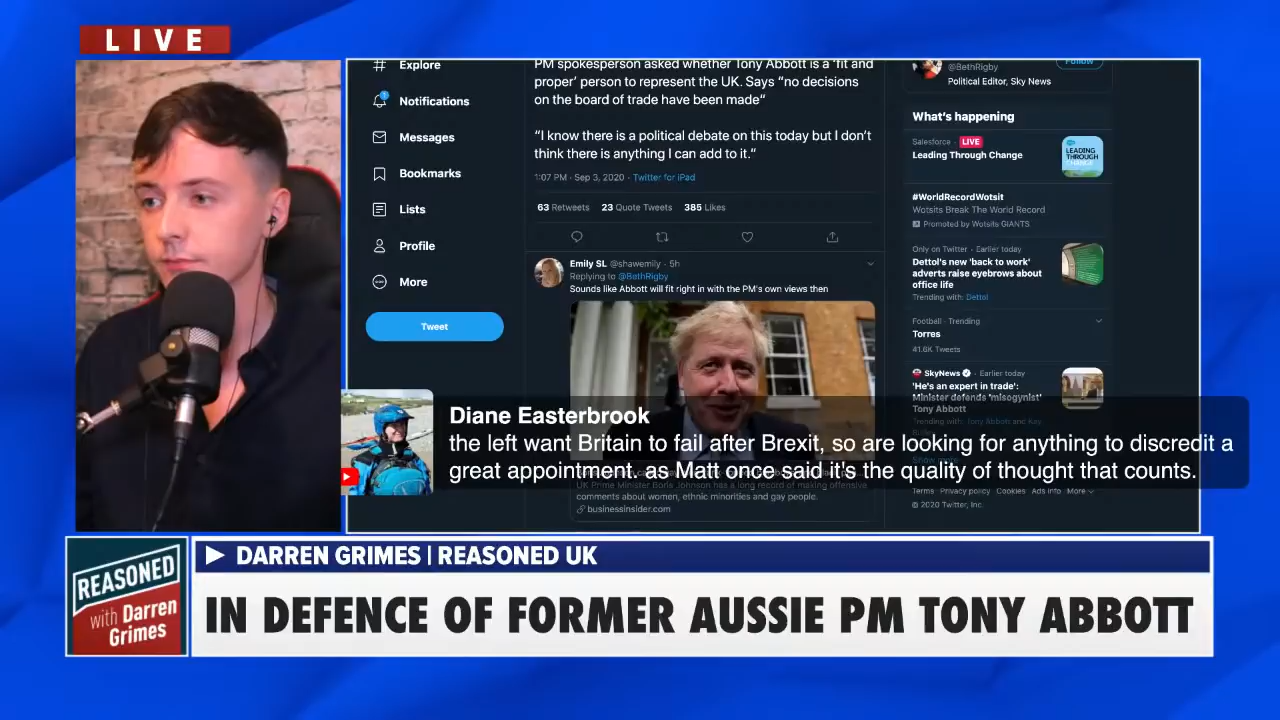 LIVE
Explore
Notifications
Messages
Bookmarks
Lists
Profile
More
Tweet
PM spokesperson asked whether Tony Abbott is a 'fit and
proper' person to represent the UK. Says "no decisions
on the board of trade have been made"
"I know there is a political debate on this today but I don't
think there is anything I can add to it."
1:07 PM · Sep 3, 2020 · Twitter for iPad
63 Retweets 23 Quote Tweets 385 Likes
Emily SL @shawemily · 5h
Replying to @BethRigby
Sounds like Abbott will fit right in with the PM's own views then
UK Prime Minister Boris Johnson has a long record of making offensive
comments about women, ethnic minorities and gay people.
businessinsider.com
@BethRigby
Follow
Political Editor, Sky News
What's happening
Salesforce · LIVE
Leading Through Change
LEADING
THROUGH
CHANGE
#WorldRecordWotsit
Wotsits Break The World Record
Promoted by Wotsits GIANTS
Only on Twitter · Earlier today
Dettol's new 'back to work'
adverts raise eyebrows about
office life
Trending with: Dettol
Football · Trending
Torres
41.6K Tweets
SkyNews · Earlier today
'He's an expert in trade':
Minister defends 'misogynist'
Tony Abbott
Trending with: Tony Abbott and Kay
Terms Privacy policy Cookies Ads info More
© 2020 Twitter, Inc.
Diane Easterbrook
the left want Britain to fail after Brexit, so are looking for anything to discredit a
great appointment. as Matt once said it's the quality of thought that counts.
DARREN GRIMES | REASONED UK
REASONED
with Darren
Grimes
IN DEFENCE OF FORMER AUSSIE PM TONY ABBOTT